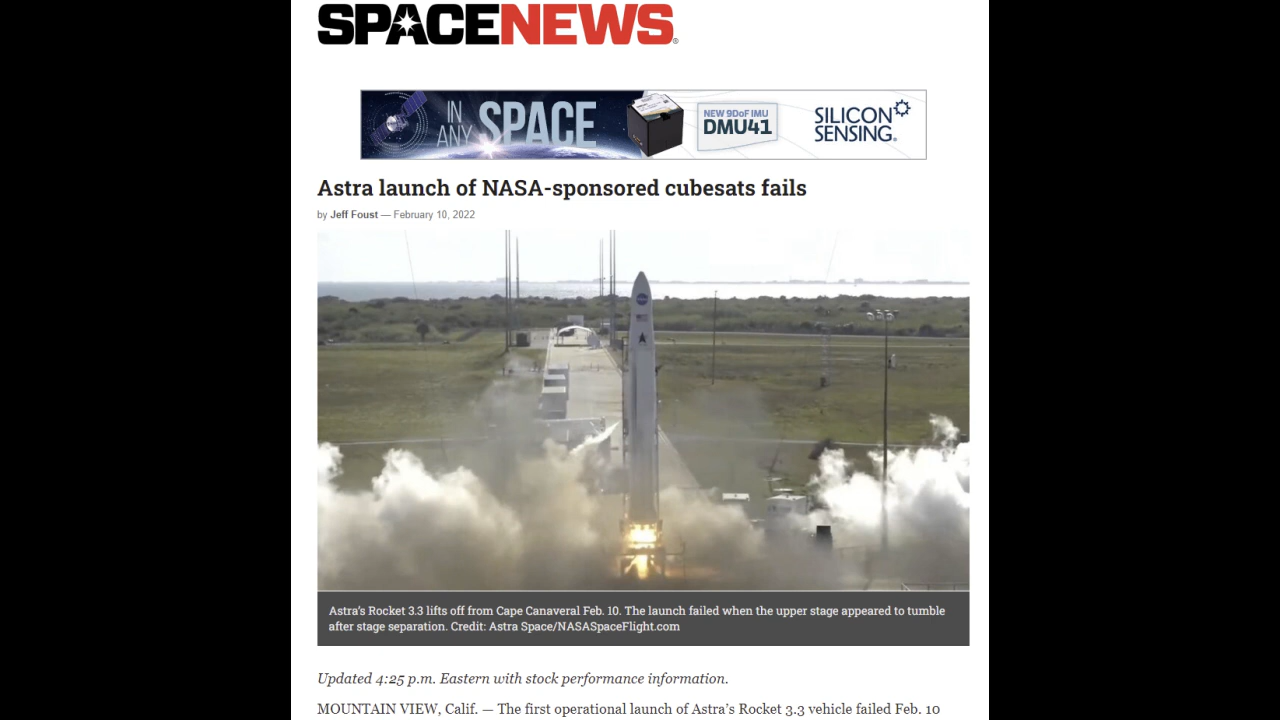 SPACENEWS®
IN ANY SPACE
NEW 9DoF IMU
DMU41
SILICON
SENSING®
Astra launch of NASA-sponsored cubesats fails
by Jeff Foust — February 10, 2022
Astra's Rocket 3.3 lifts off from Cape Canaveral Feb. 10. The launch failed when the upper stage appeared to tumble
after stage separation. Credit: Astra Space/NASASpaceFlight.com
Updated 4:25 p.m. Eastern with stock performance information.
MOUNTAIN VIEW, Calif. — The first operational launch of Astra's Rocket 3.3 vehicle failed Feb. 10